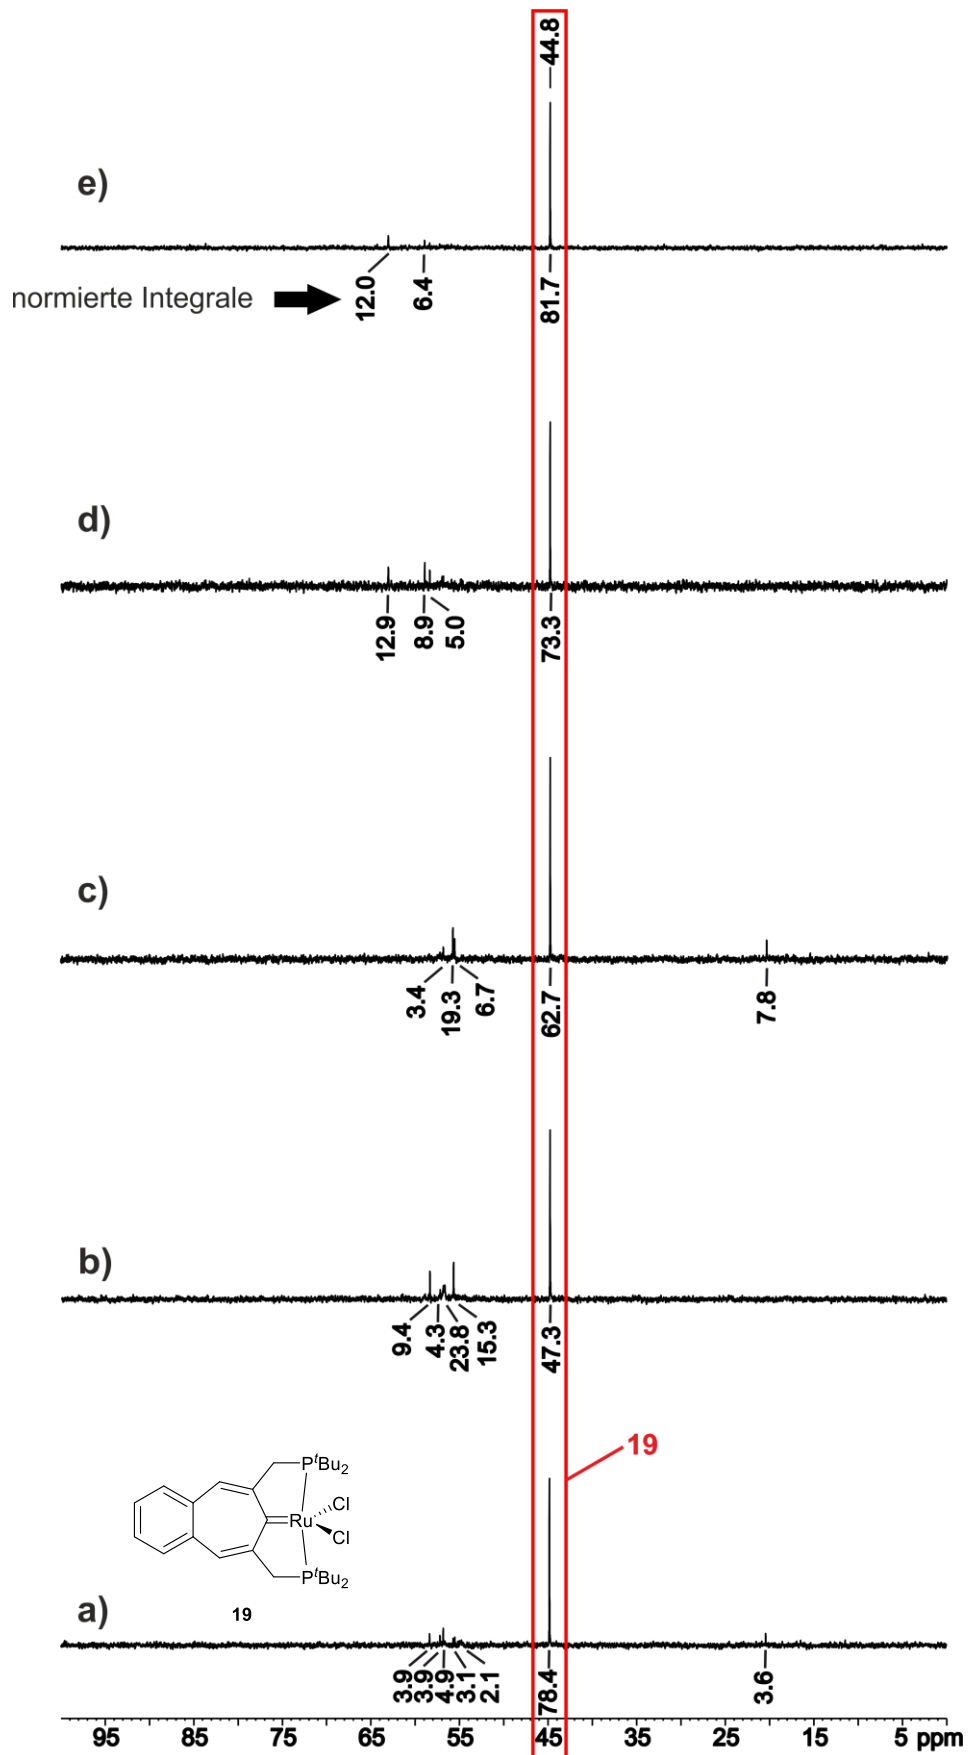 44.8
e)
normierte Integrale
12.0
6.4
81.7
d)
12.9
8.9
5.0
73.3
c)
3.4
19.3
6.7
62.7
7.8
b)
9.4
4.3
23.8
15.3
47.3
19
PᵗBu₂
Cl
Ru
Cl
PᵗBu₂
19
a)
3.9
3.9
4.9
3.1
2.1
78.4
3.6
95 85 75 65 55 45 35 25 15 5 ppm